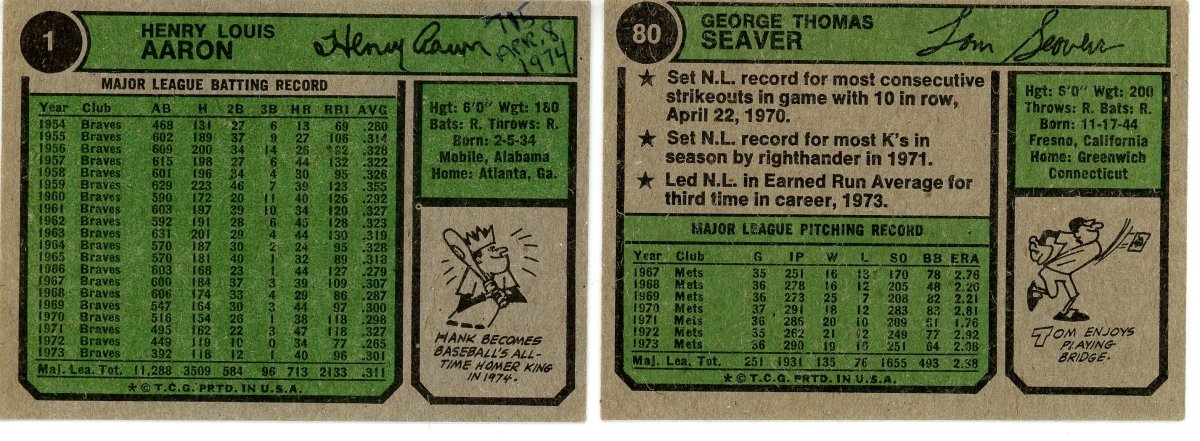 1
HENRY LOUIS
AARON
Henry Aaron
715
APR. 8
1974
MAJOR LEAGUE BATTING RECORD
Year Club AB H 2B 3B HR RBI AVG
1954 Braves 468 131 27 6 13 69 .280
1955 Braves 602 189 37 9 27 106 .314
1956 Braves 609 200 34 14 26 92 .328
1957 Braves 615 198 27 6 44 132 .322
1958 Braves 601 196 34 4 30 95 .326
1959 Braves 629 223 46 7 39 123 .355
1960 Braves 590 172 20 11 40 126 .292
1961 Braves 603 197 39 10 34 120 .327
1962 Braves 592 191 28 6 45 128 .323
1963 Braves 631 201 29 4 44 130 .319
1964 Braves 570 187 30 2 24 95 .328
1965 Braves 570 181 40 1 32 89 .318
1966 Braves 603 168 23 1 44 127 .279
1967 Braves 600 184 37 3 39 109 .307
1968 Braves 606 174 33 4 29 86 .287
1969 Braves 547 164 30 3 44 97 .300
1970 Braves 516 154 26 1 38 118 .298
1971 Braves 495 162 22 3 47 118 .327
1972 Braves 449 119 10 0 34 77 .265
1973 Braves 392 118 12 1 40 96 .301
Maj. Lea. Tot. 11,288 3509 584 96 713 2133 .311
* © T.C.G. PRTD. IN U.S.A.
Hgt: 6'0" Wgt: 180
Bats: R. Throws: R.
Born: 2-5-34
Mobile, Alabama
Home: Atlanta, Ga.
HANK BECOMES
BASEBALL'S ALL-
TIME HOMER KING
IN 1974.
80
GEORGE THOMAS
SEAVER
Tom Seaver
★ Set N.L. record for most consecutive
strikeouts in game with 10 in row,
April 22, 1970.
★ Set N.L. record for most K's in
season by righthander in 1971.
★ Led N.L. in Earned Run Average for
third time in career, 1973.
MAJOR LEAGUE PITCHING RECORD
Year Club G IP W L SO BB ERA
1967 Mets 35 251 16 13 170 78 2.76
1968 Mets 36 278 16 12 205 48 2.20
1969 Mets 36 273 25 7 208 82 2.21
1970 Mets 37 291 18 12 283 83 2.81
1971 Mets 36 286 20 10 289 61 1.76
1972 Mets 35 262 21 12 249 77 2.92
1973 Mets 36 290 19 10 251 64 2.08
Maj. Lea. Tot. 251 1931 135 76 1655 493 2.38
* © T.C.G. PRTD. IN U.S.A.
Hgt: 6'0" Wgt: 200
Throws: R. Bats: R.
Born: 11-17-44
Fresno, California
Home: Greenwich
Connecticut
TOM ENJOYS
PLAYING
BRIDGE.